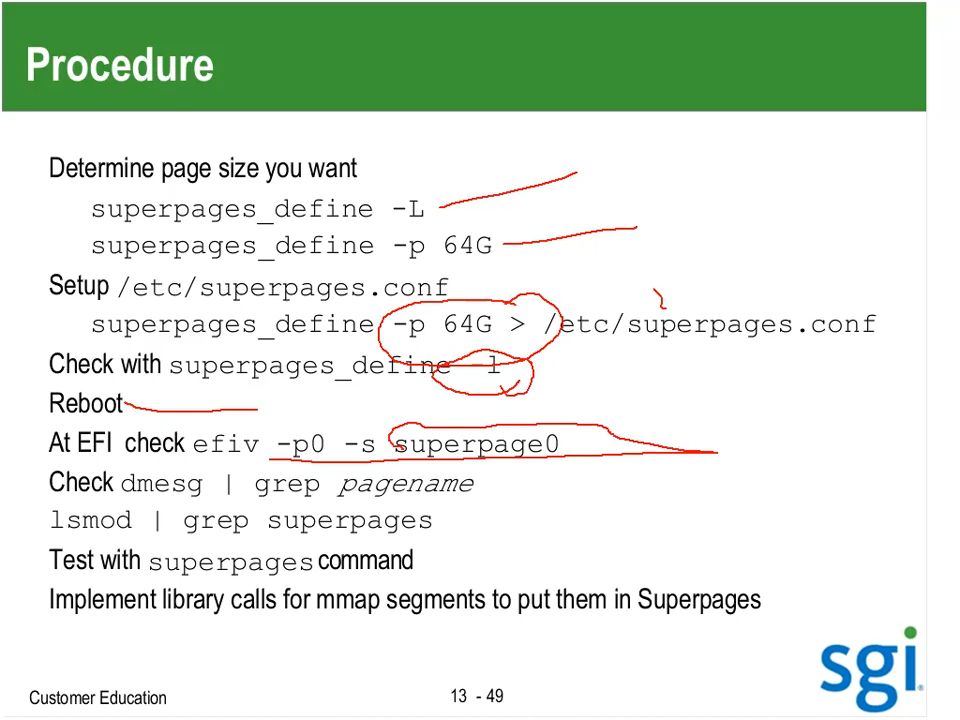 Procedure
Determine page size you want
superpages_define -L
superpages_define -p 64G
Setup /etc/superpages.conf
superpages_define -p 64G > /etc/superpages.conf
Check with superpages_define -l
Reboot
At EFI check efiv -p0 -s superpage0
Check dmesg | grep pagename
lsmod | grep superpages
Test with superpages command
Implement library calls for mmap segments to put them in Superpages
sgi
Customer Education
13 - 49